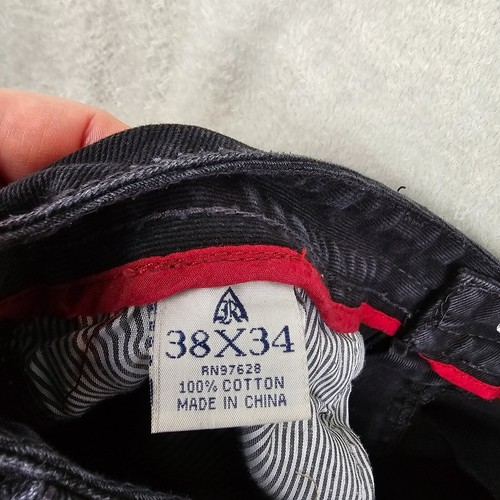 R
38X34
RN97628
100% COTTON
MADE IN CHINA